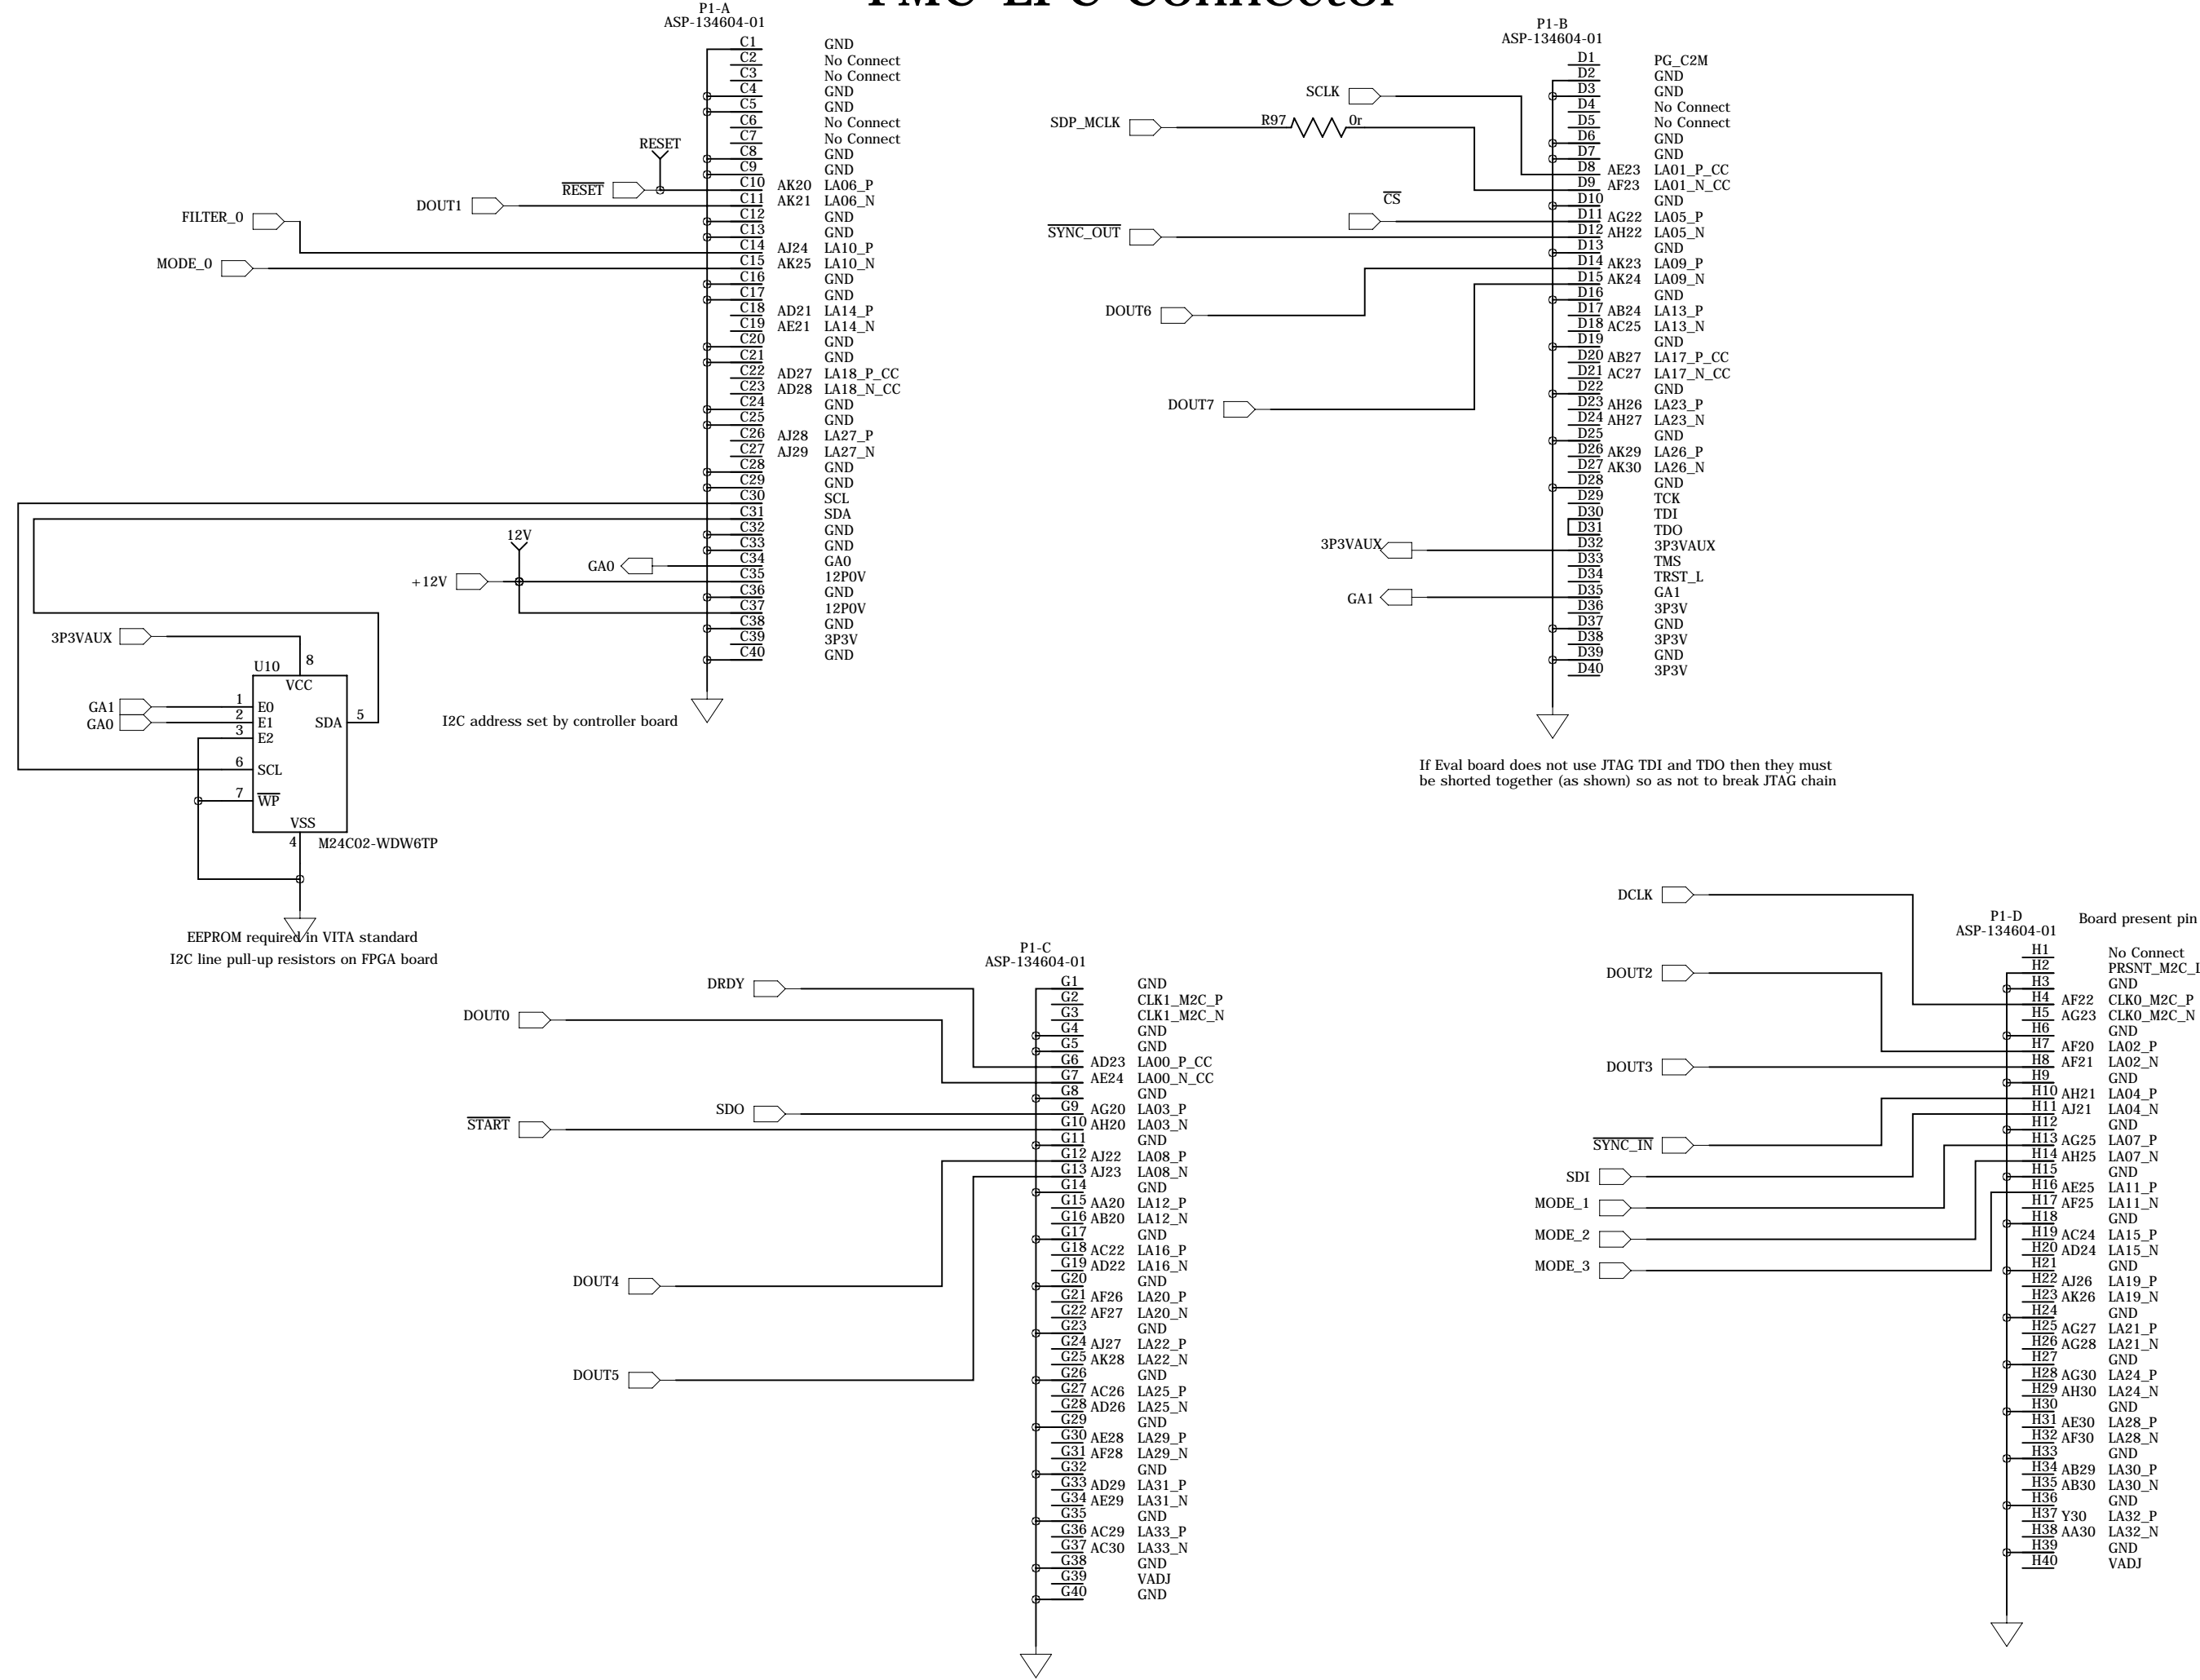 FMC-LPC Connector
P1-A
ASP-134604-01
C1 GND
C2 No Connect
C3 No Connect
C4 GND
C5 GND
C6 No Connect
C7 No Connect
C8 GND
C9 GND
C10 AK20 LA06_P
C11 AK21 LA06_N
C12 GND
C13 GND
C14 AJ24 LA10_P
C15 AK25 LA10_N
C16 GND
C17 GND
C18 AD21 LA14_P
C19 AE21 LA14_N
C20 GND
C21 GND
C22 AD27 LA18_P_CC
C23 AD28 LA18_N_CC
C24 GND
C25 GND
C26 AJ28 LA27_P
C27 AJ29 LA27_N
C28 GND
C29 GND
C30 SCL
C31 SDA
C32 GND
C33 GND
C34 GA0
C35 12P0V
C36 GND
C37 12P0V
C38 GND
C39 3P3V
C40 GND
RESET
RESET
DOUT1
FILTER_0
MODE_0
12V
GA0
+12V
3P3VAUX
8
U10
VCC
GA1 1 E0
GA0 2 E1
SDA 5
3 E2
6 SCL
7 WP
VSS
4
M24C02-WDW6TP
I2C address set by controller board
EEPROM required in VITA standard
I2C line pull-up resistors on FPGA board
P1-B
ASP-134604-01
D1 PG_C2M
D2 GND
D3 GND
D4 No Connect
D5 No Connect
D6 GND
D7 GND
D8 AE23 LA01_P_CC
D9 AF23 LA01_N_CC
D10 GND
D11 AG22 LA05_P
D12 AH22 LA05_N
D13 GND
D14 AK23 LA09_P
D15 AK24 LA09_N
D16 GND
D17 AB24 LA13_P
D18 AC25 LA13_N
D19 GND
D20 AB27 LA17_P_CC
D21 AC27 LA17_N_CC
D22 GND
D23 AH26 LA23_P
D24 AH27 LA23_N
D25 GND
D26 AK29 LA26_P
D27 AK30 LA26_N
D28 GND
D29 TCK
D30 TDI
D31 TDO
D32 3P3VAUX
D33 TMS
D34 TRST_L
D35 GA1
D36 3P3V
D37 GND
D38 3P3V
D39 GND
D40 3P3V
SCLK
SDP_MCLK R97 0r
CS
SYNC_OUT
DOUT6
DOUT7
3P3VAUX
GA1
If Eval board does not use JTAG TDI and TDO then they must
be shorted together (as shown) so as not to break JTAG chain
P1-C
ASP-134604-01
G1 GND
G2 CLK1_M2C_P
G3 CLK1_M2C_N
G4 GND
G5 GND
G6 AD23 LA00_P_CC
G7 AE24 LA00_N_CC
G8 GND
G9 AG20 LA03_P
G10 AH20 LA03_N
G11 GND
G12 AJ22 LA08_P
G13 AJ23 LA08_N
G14 GND
G15 AA20 LA12_P
G16 AB20 LA12_N
G17 GND
G18 AC22 LA16_P
G19 AD22 LA16_N
G20 GND
G21 AF26 LA20_P
G22 AF27 LA20_N
G23 GND
G24 AJ27 LA22_P
G25 AK28 LA22_N
G26 GND
G27 AC26 LA25_P
G28 AD26 LA25_N
G29 GND
G30 AE28 LA29_P
G31 AF28 LA29_N
G32 GND
G33 AD29 LA31_P
G34 AE29 LA31_N
G35 GND
G36 AC29 LA33_P
G37 AC30 LA33_N
G38 GND
G39 VADJ
G40 GND
DRDY
DOUT0
SDO
START
DOUT4
DOUT5
P1-D
ASP-134604-01
Board present pin
H1 No Connect
H2 PRSNT_M2C_L
H3 GND
H4 AF22 CLK0_M2C_P
H5 AG23 CLK0_M2C_N
H6 GND
H7 AF20 LA02_P
H8 AF21 LA02_N
H9 GND
H10 AH21 LA04_P
H11 AJ21 LA04_N
H12 GND
H13 AG25 LA07_P
H14 AH25 LA07_N
H15 GND
H16 AE25 LA11_P
H17 AF25 LA11_N
H18 GND
H19 AC24 LA15_P
H20 AD24 LA15_N
H21 GND
H22 AJ26 LA19_P
H23 AK26 LA19_N
H24 GND
H25 AG27 LA21_P
H26 AG28 LA21_N
H27 GND
H28 AG30 LA24_P
H29 AH30 LA24_N
H30 GND
H31 AE30 LA28_P
H32 AF30 LA28_N
H33 GND
H34 AB29 LA30_P
H35 AB30 LA30_N
H36 GND
H37 Y30 LA32_P
H38 AA30 LA32_N
H39 GND
H40 VADJ
DCLK
DOUT2
DOUT3
SYNC_IN
SDI
MODE_1
MODE_2
MODE_3